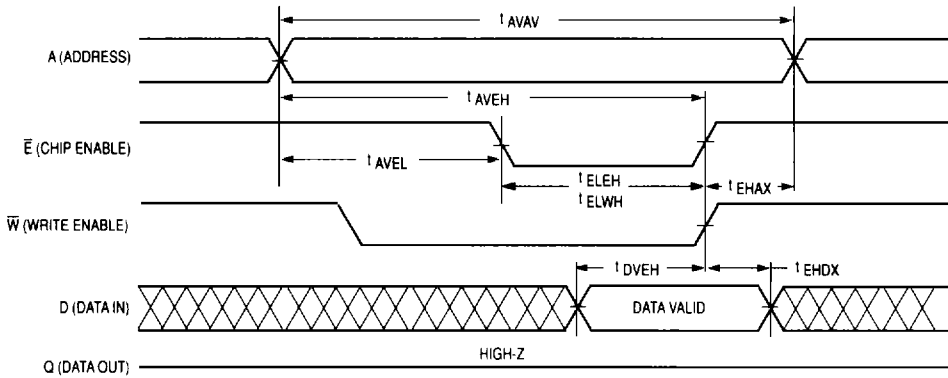 t AVAV
A (ADDRESS)
t AVEH
E̅ (CHIP ENABLE)
t AVEL
t ELEH
t ELWH
t EHAX
W̅ (WRITE ENABLE)
t DVEH
t EHDX
D (DATA IN)
DATA VALID
HIGH-Z
Q (DATA OUT)